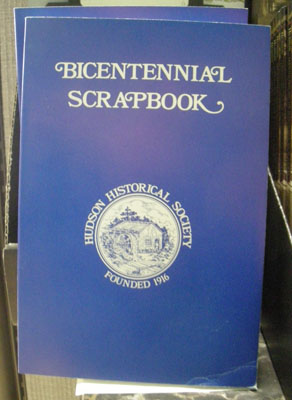 BICENTENNIAL
SCRAPBOOK
HUDSON HISTORICAL SOCIETY
FOUNDED 1916